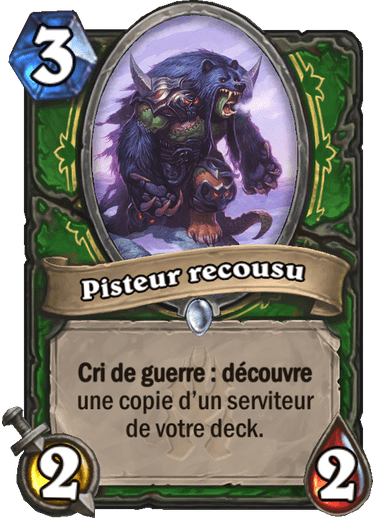 3
Pisteur recousu
Cri de guerre : découvre
une copie d’un serviteur
de votre deck.
2
2